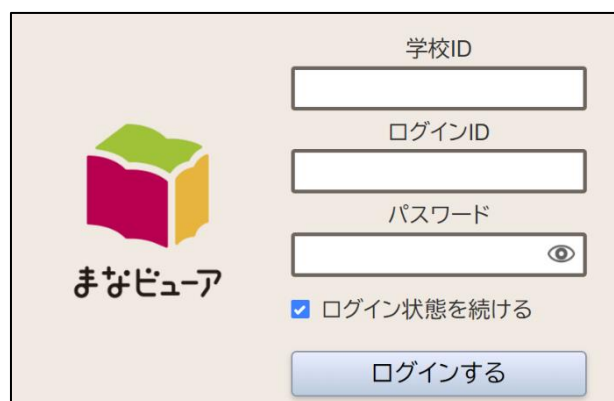 学校ID
ログインID
パスワード
まなビューア
ログイン状態を続ける
ログインする